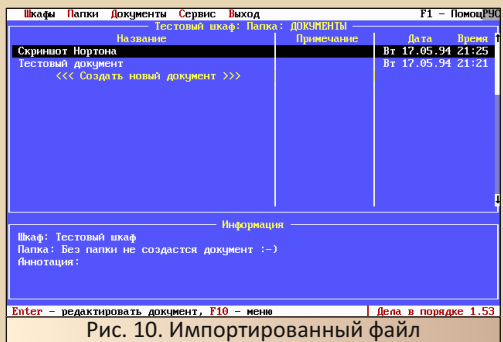 Шкафы Папки Документы Сервис Выход F1 - Помощ
Тестовый шкаф: Папка: ДОКУМЕНТЫ
Название Примечание Дата Время
Скриншот Нортона Вт 17.05.94 21:25
Тестовый документ Вт 17.05.94 21:21
<<< Создать новый документ >>>
Информация
Шкаф: Тестовый шкаф
Папка: Без папки не создастся документ :-)
Аннотация:
Enter - редактировать документ, F10 - меню Дела в порядке 1.53
Рис. 10. Импортированный файл